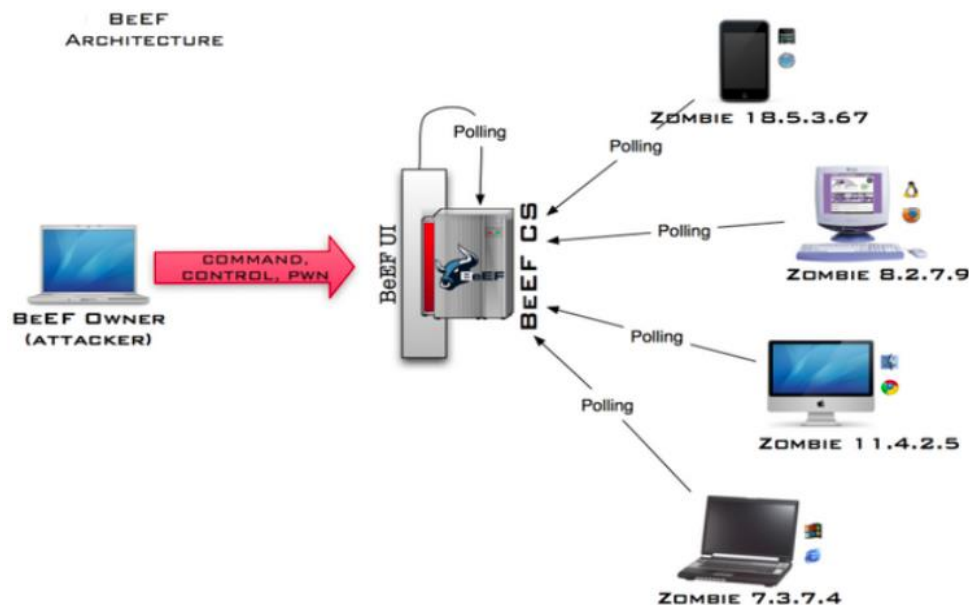 BeEF
Architecture
Polling
Zombie 18.5.3.67
Polling
Polling
Zombie 8.2.7.9
BeEF UI
BeEF
BeEF CS
COMMAND,
CONTROL, PWN
BeEF Owner
(attacker)
Polling
Zombie 11.4.2.5
Polling
Zombie 7.3.7.4